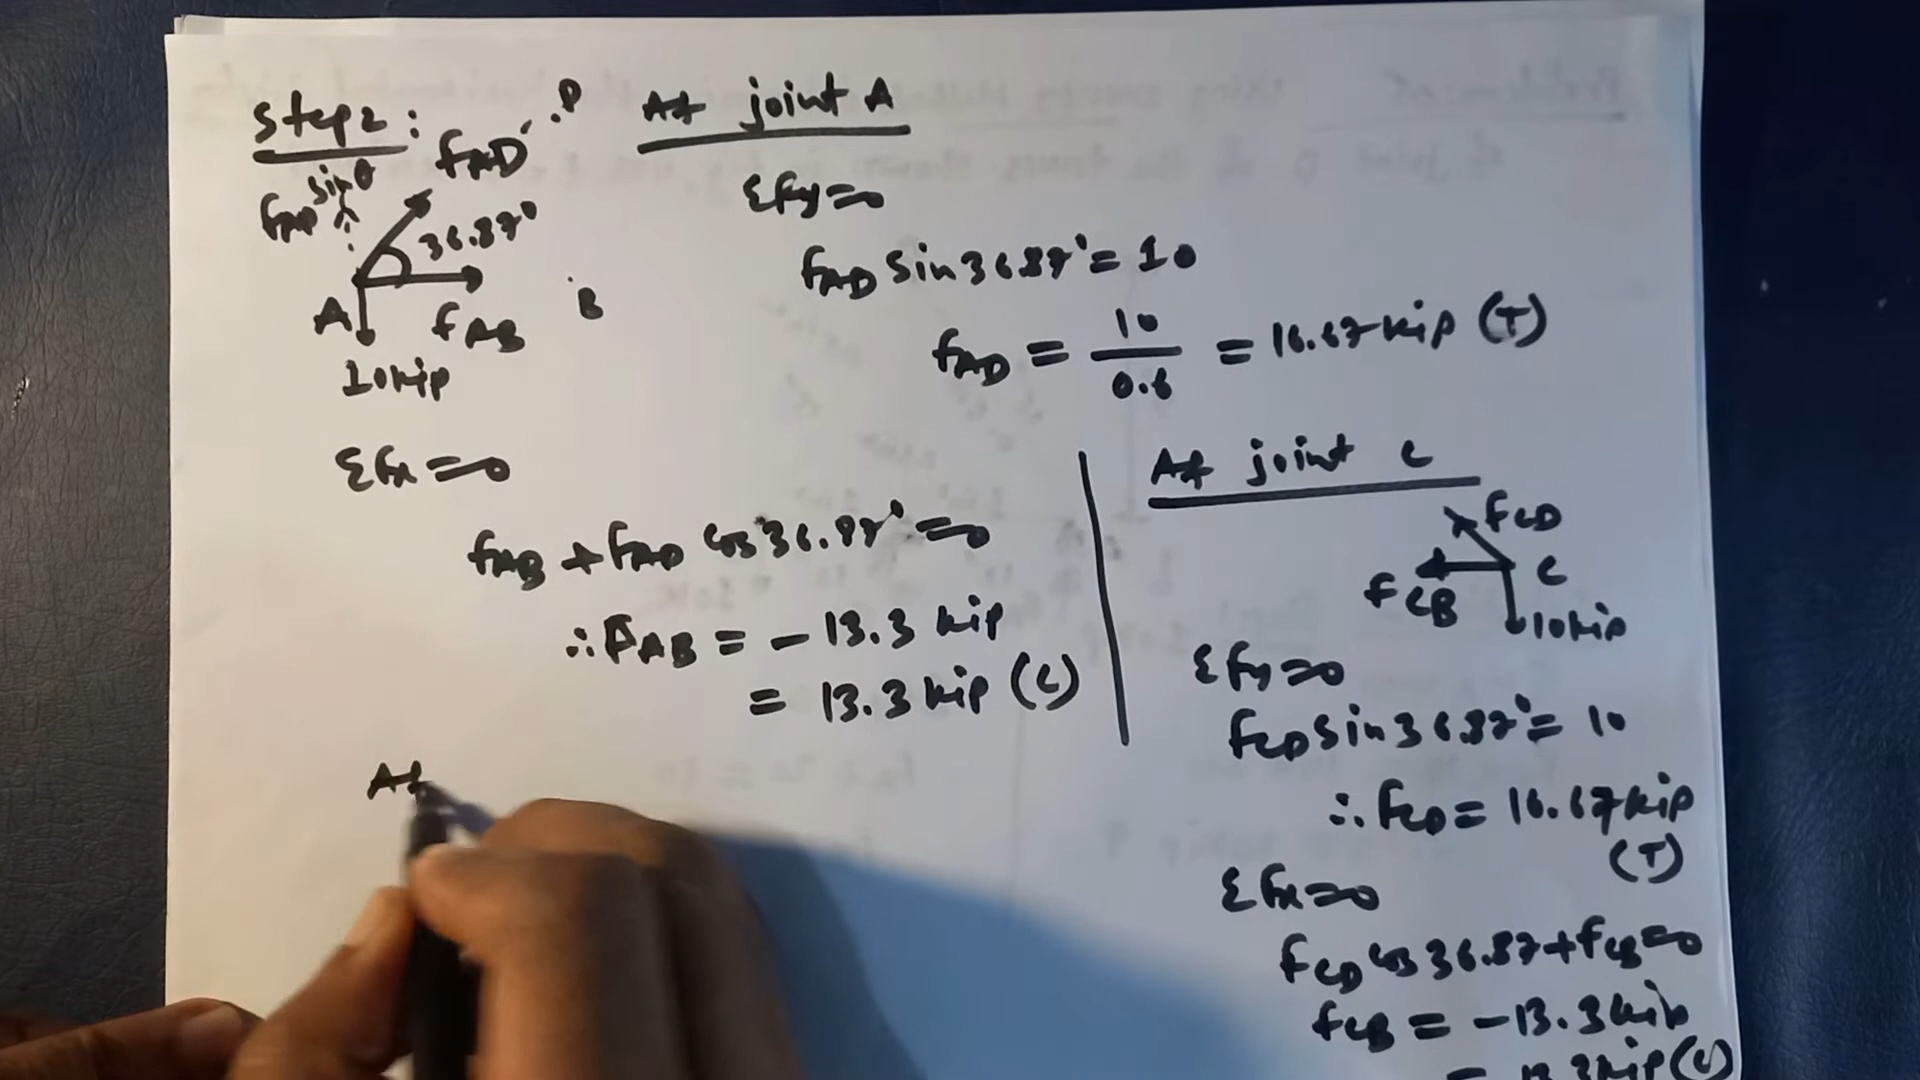 Step 2:
FAD
D
FAD sinθ
36.87°
A
FAB
B
10 kip
At joint A
ΣFy=0
FAD sin 36.87° = 10
FAD = 10/0.6 = 16.67 kip (T)
ΣFx=0
FAB + FAD cos 36.87° = 0
∴ FAB = - 13.3 kip
= 13.3 kip (C)
At joint C
FCD
C
FCB
10 kip
ΣFy=0
FCD sin 36.87° = 10
∴ FCD = 16.67 kip
(T)
ΣFx=0
FCD cos 36.87 + FCB=0
FCB = -13.3 kip
= 13.3 kip (C)
At